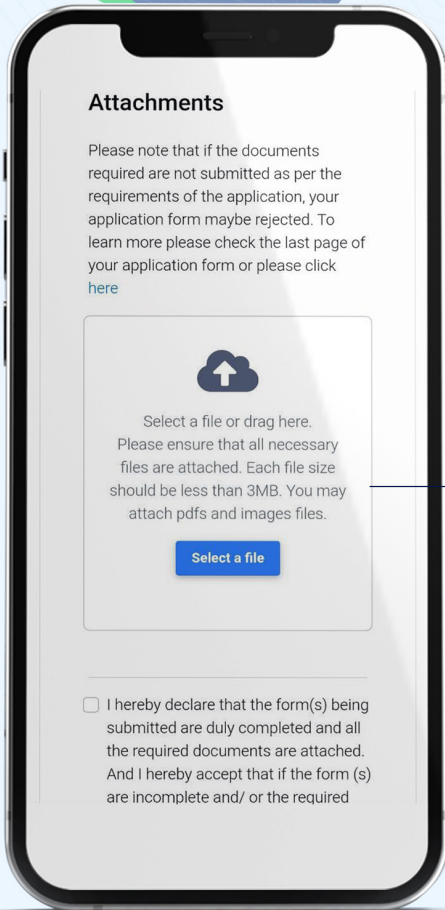 Attachments
Please note that if the documents
required are not submitted as per the
requirements of the application, your
application form maybe rejected. To
learn more please check the last page of
your application form or please click
here
Select a file or drag here.
Please ensure that all necessary
files are attached. Each file size
should be less than 3MB. You may
attach pdfs and images files.
Select a file
I hereby declare that the form(s) being
submitted are duly completed and all
the required documents are attached.
And I hereby accept that if the form (s)
are incomplete and/ or the required